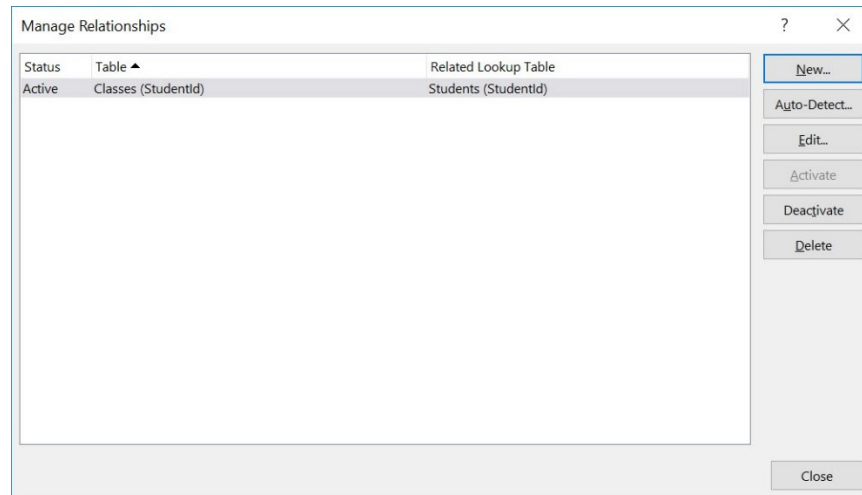 Manage Relationships ? ×
Status Table ▲ Related Lookup Table
Active Classes (StudentId) Students (StudentId)
New...
Auto-Detect...
Edit...
Activate
Deactivate
Delete
Close